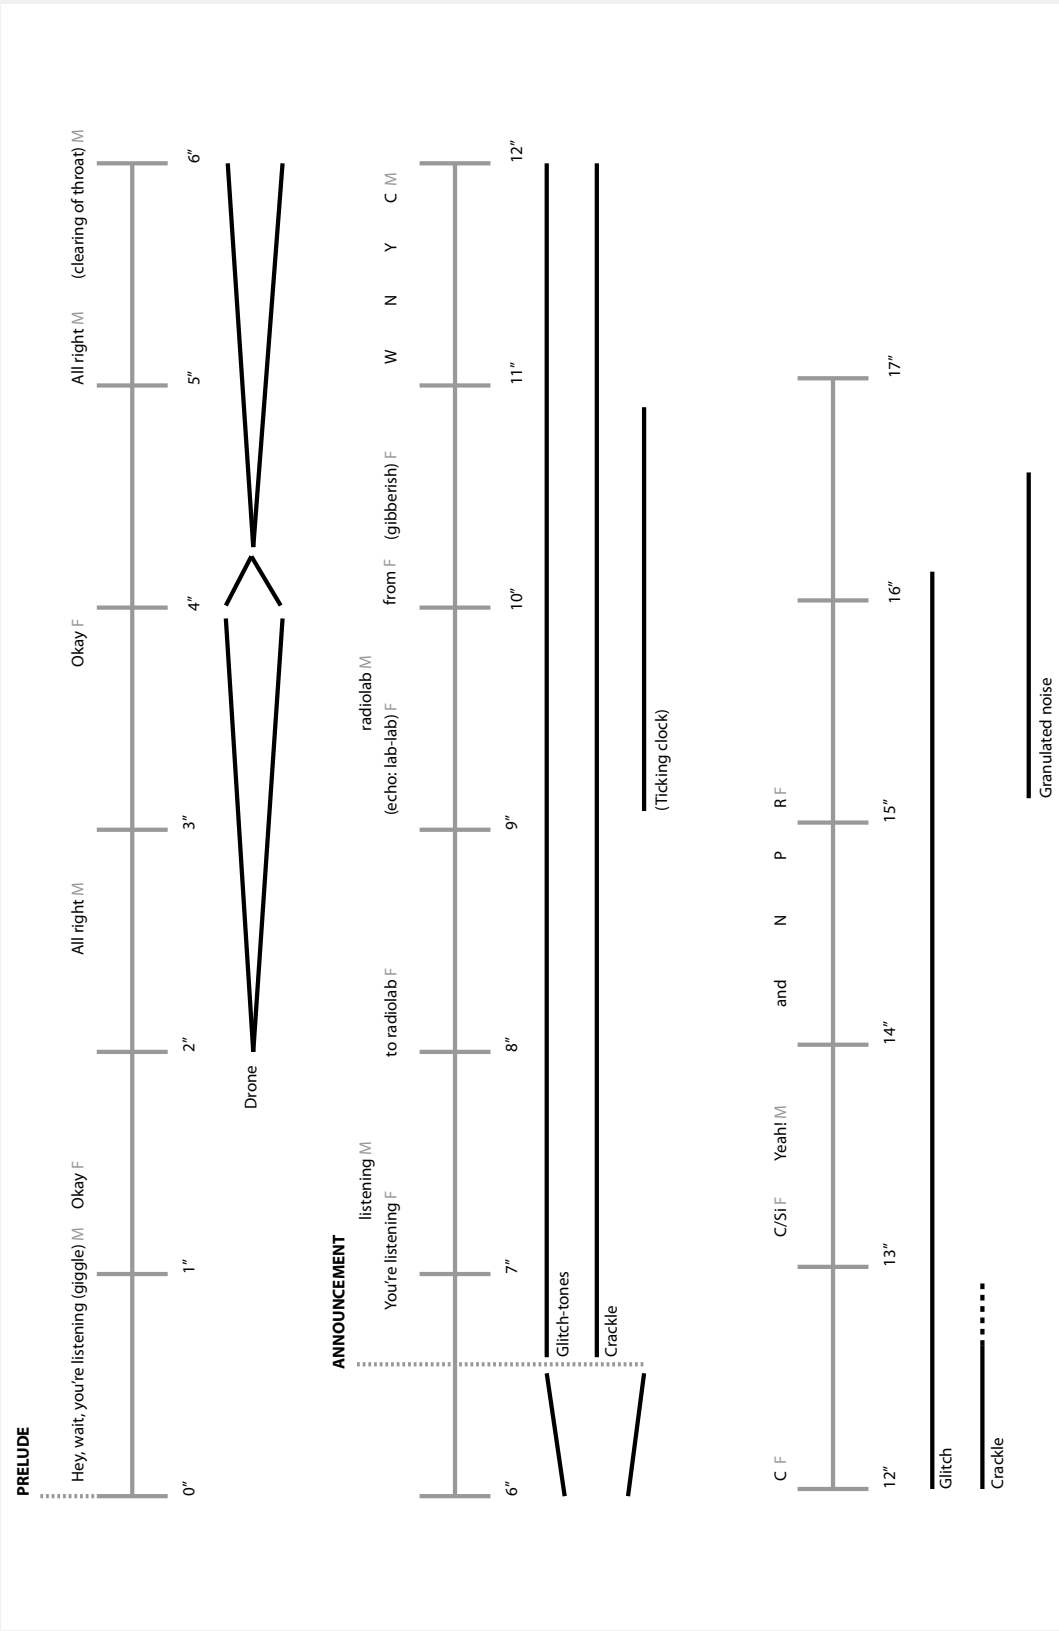 PRELUDE
Hey, wait, you're listening (giggle) M Okay F All right M Okay F All right M (clearing of throat) M
0” 1” 2” 3” 4” 5” 6”
Drone
ANNOUNCEMENT
listening M radiolab M
You're listening F to radiolab F (echo: lab-lab) F from F (gibberish) F W N Y C M
6” 7” 8” 9” 10” 11” 12”
Glitch-tones
Crackle
(Ticking clock)
C F C/Si F Yeah! M and N P R F
12” 13” 14” 15” 16” 17”
Glitch
Crackle
Granulated noise